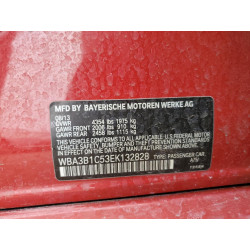 MFD BY BAYERISCHE MOTOREN WERKE AG
08/13
GVWR 4354 lbs 1975 kg
GAWR FRONT 2006 lbs 910 kg
GAWR REAR 2458 lbs 1115 kg
THIS VEHICLE CONFORMS TO ALL APPLICABLE U.S. FEDERAL MOTOR
VEHICLE SAFETY, BUMPER, AND THEFT PREVENTION
STANDARDS IN EFFECT ON THE DATE OF
MANUFACTURE SHOWN ABOVE.
WBA3B1C53EK132828 TYPE: PASSENGER CAR